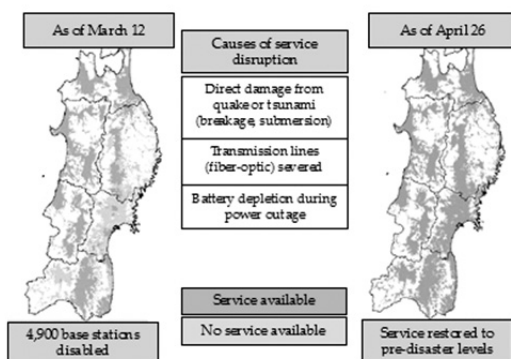 As of March 12
Causes of service
disruption
Direct damage from
quake or tsunami
(breakage, submersion)
Transmission lines
(fiber-optic) severed
Battery depletion during
power outage
Service available
No service available
4,900 base stations
disabled
As of April 26
Service restored to
pre-disaster levels